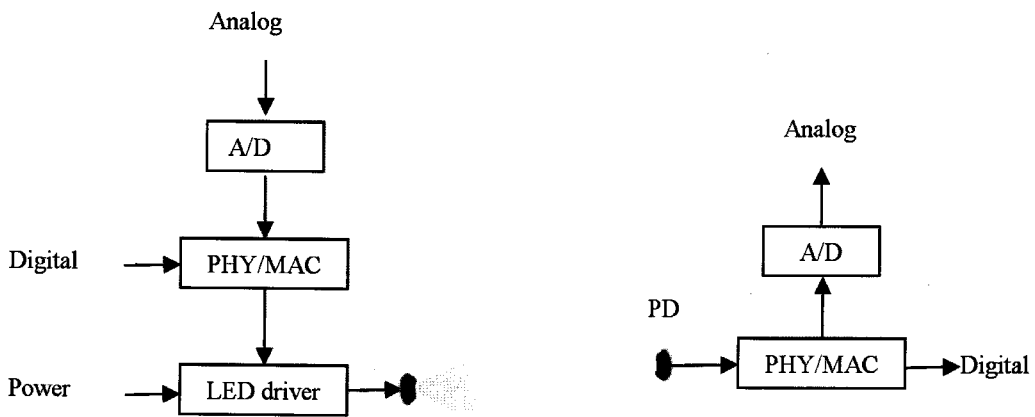 Analog
A/D
Digital
PHY/MAC
Power
LED driver
Analog
A/D
PD
PHY/MAC
Digital